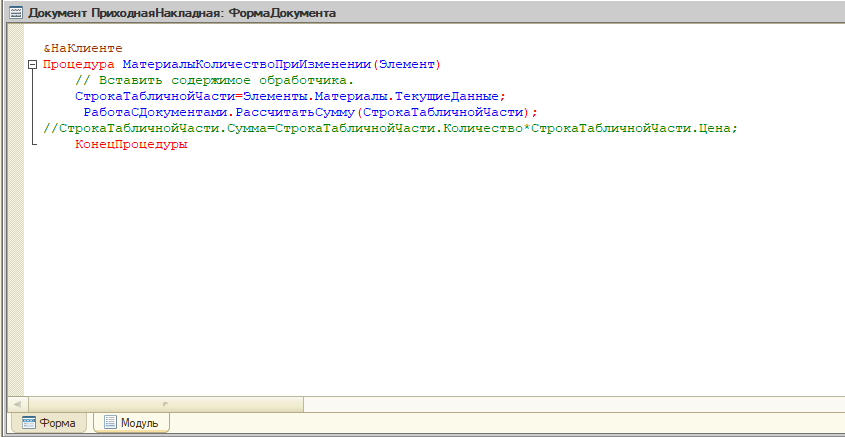 Документ ПриходнаяНакладная: ФормаДокумента
&НаКлиенте
Процедура МатериалыКоличествоПриИзменении(Элемент)
// Вставить содержимое обработчика.
СтрокаТабличнойЧасти=Элементы.Материалы.ТекущиеДанные;
РаботаСДокументами.РассчитатьСумму(СтрокаТабличнойЧасти);
//СтрокаТабличнойЧасти.Сумма=СтрокаТабличнойЧасти.Количество*СтрокаТабличнойЧасти.Цена;
КонецПроцедуры
Форма Модуль